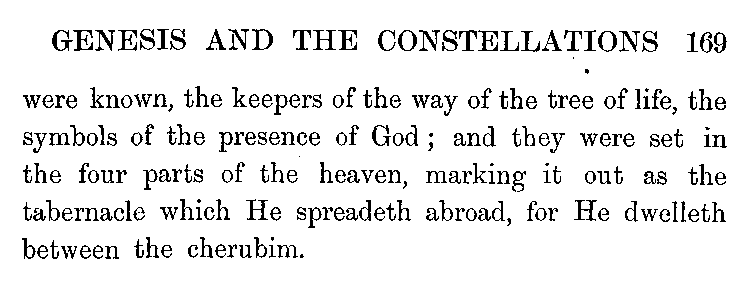 GENESIS AND THE CONSTELLATIONS 169
were known, the keepers of the way of the tree of life, the
symbols of the presence of God ; and they were set in
the four parts of the heaven, marking it out as the
tabernacle which He spreadeth abroad, for He dwelleth
between the cherubim.